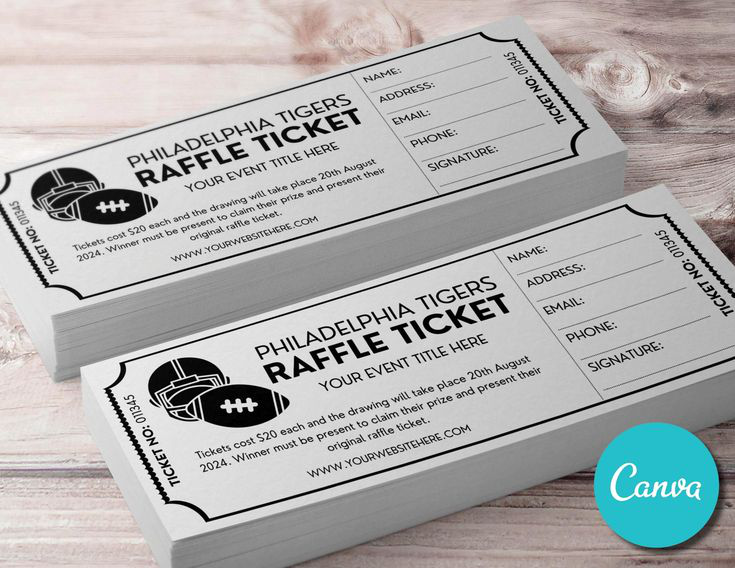 TICKET NO: 011345
PHILADELPHIA TIGERS
RAFFLE TICKET
YOUR EVENT TITLE HERE
Tickets cost $20 each and the drawing will take place 20th August
2024. Winner must be present to claim their prize and present their
original raffle ticket.
WWW.YOURWEBSITEHERE.COM
NAME:
ADDRESS:
EMAIL:
PHONE:
SIGNATURE:
TICKET NO: 011345
TICKET NO: 011345
PHILADELPHIA TIGERS
RAFFLE TICKET
YOUR EVENT TITLE HERE
Tickets cost $20 each and the drawing will take place 20th August
2024. Winner must be present to claim their prize and present their
original raffle ticket.
WWW.YOURWEBSITEHERE.COM
NAME:
ADDRESS:
EMAIL:
PHONE:
SIGNATURE:
TICKET NO: 011345
Canva